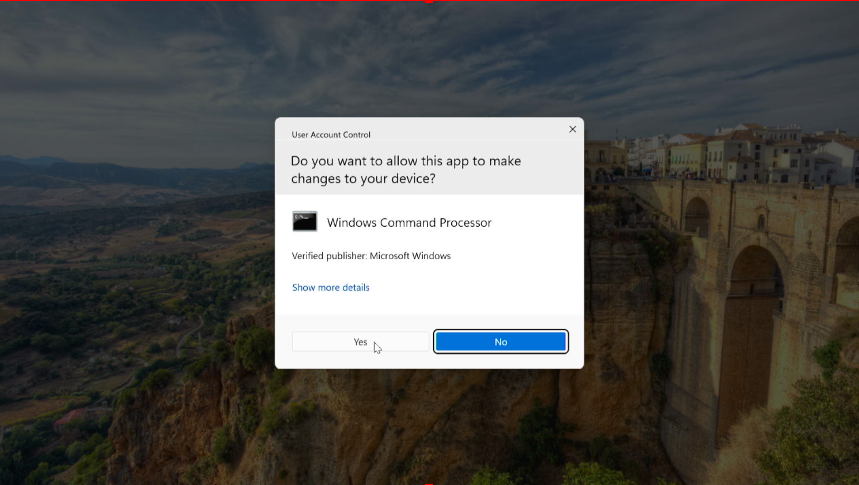 User Account Control
Do you want to allow this app to make
changes to your device?
Windows Command Processor
Verified publisher: Microsoft Windows
Show more details
Yes
No